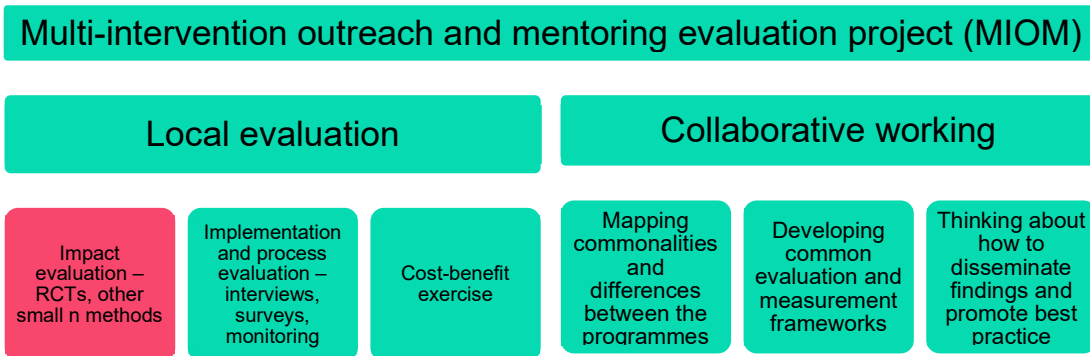 Multi-intervention outreach and mentoring evaluation project (MIOM)
Local evaluation
Collaborative working
Impact
evaluation –
RCTs, other
small n methods
Implementation
and process
evaluation –
interviews,
surveys,
monitoring
Cost-benefit
exercise
Mapping
commonalities
and
differences
between the
programmes
Developing
common
evaluation and
measurement
frameworks
Thinking about
how to
disseminate
findings and
promote best
practice